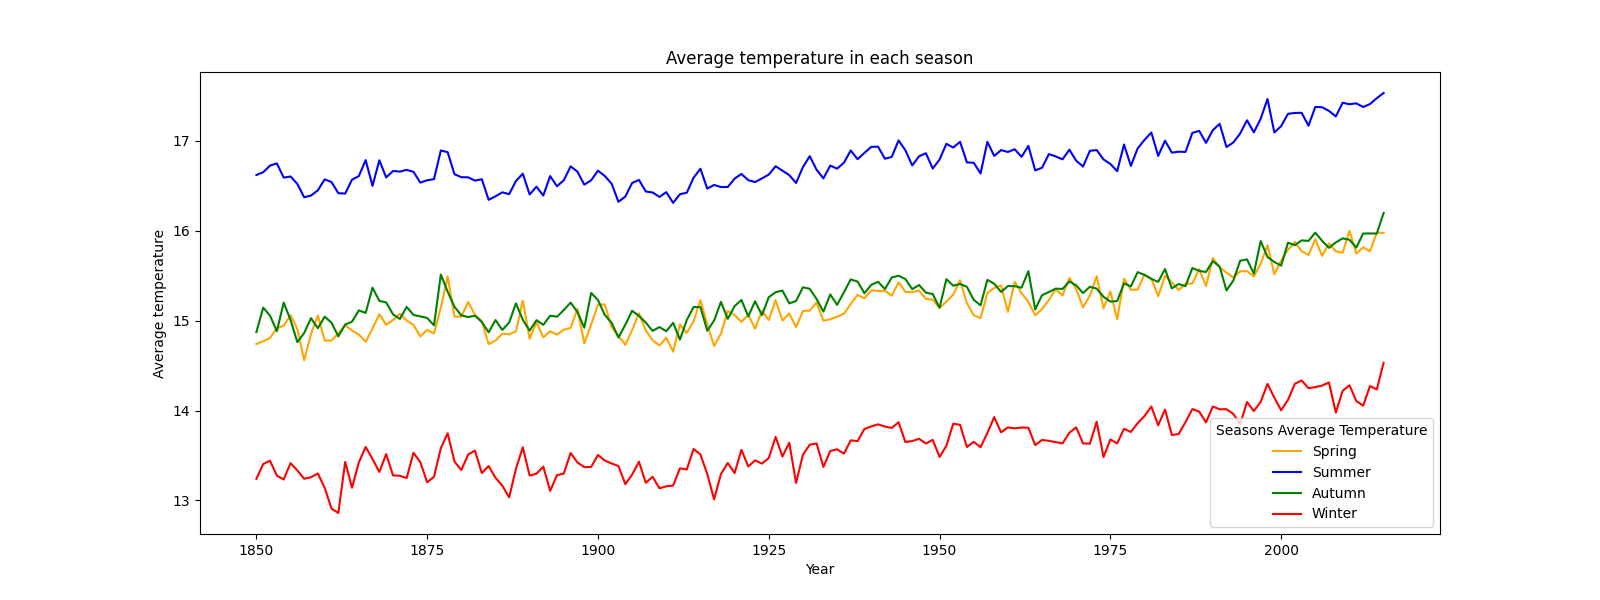 Average temperature in each season
Average temperature
17
16
15
14
13
1850 1875 1900 1925 1950 1975 2000
Year
Seasons Average Temperature
Spring
Summer
Autumn
Winter